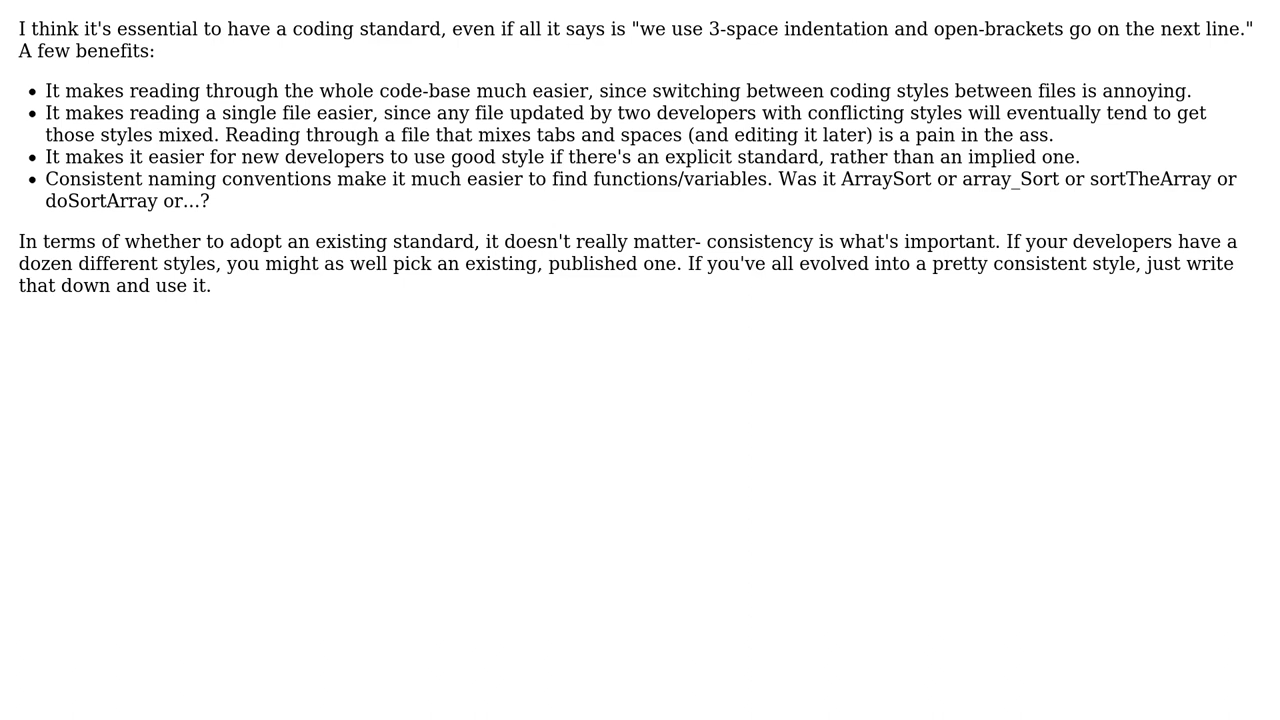 I think it's essential to have a coding standard, even if all it says is "we use 3-space indentation and open-brackets go on the next line."
A few benefits:
• It makes reading through the whole code-base much easier, since switching between coding styles between files is annoying.
• It makes reading a single file easier, since any file updated by two developers with conflicting styles will eventually tend to get
those styles mixed. Reading through a file that mixes tabs and spaces (and editing it later) is a pain in the ass.
• It makes it easier for new developers to use good style if there's an explicit standard, rather than an implied one.
• Consistent naming conventions make it much easier to find functions/variables. Was it ArraySort or array_Sort or sortTheArray or
doSortArray or...?
In terms of whether to adopt an existing standard, it doesn't really matter- consistency is what's important. If your developers have a
dozen different styles, you might as well pick an existing, published one. If you've all evolved into a pretty consistent style, just write
that down and use it.